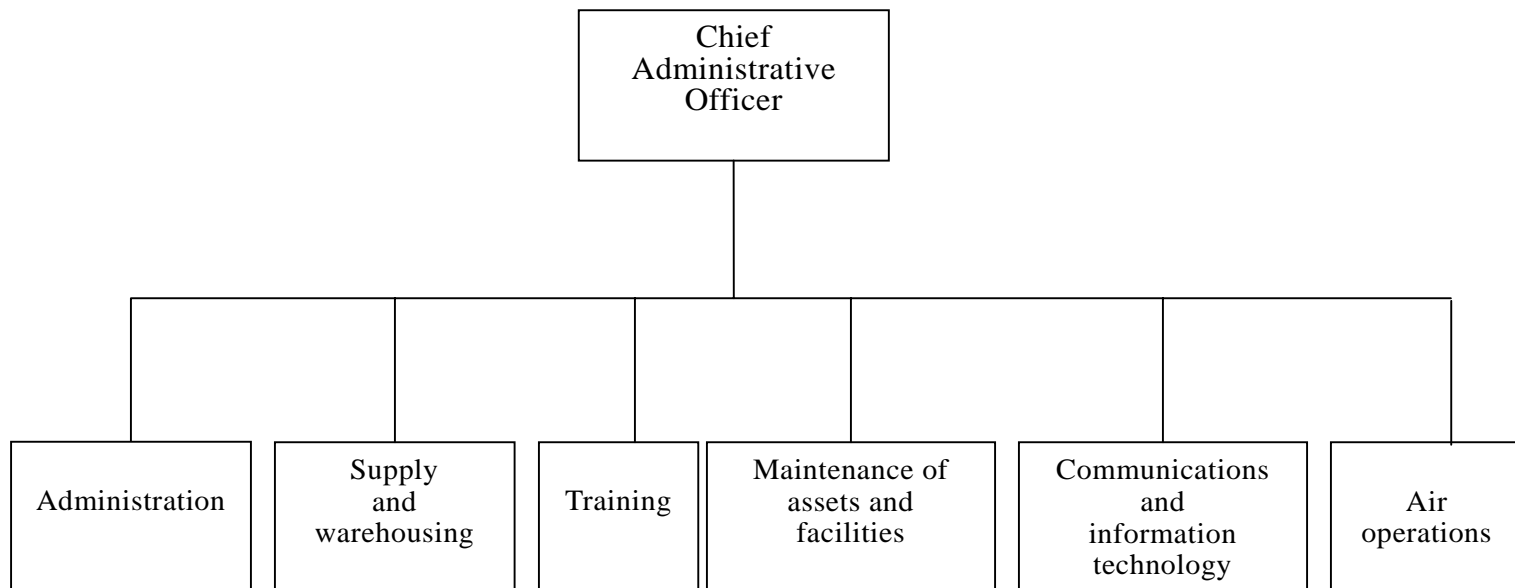 Chief
Administrative
Officer
Administration
Supply
and
warehousing
Training
Maintenance of
assets and
facilities
Communications
and
information
technology
Air
operations